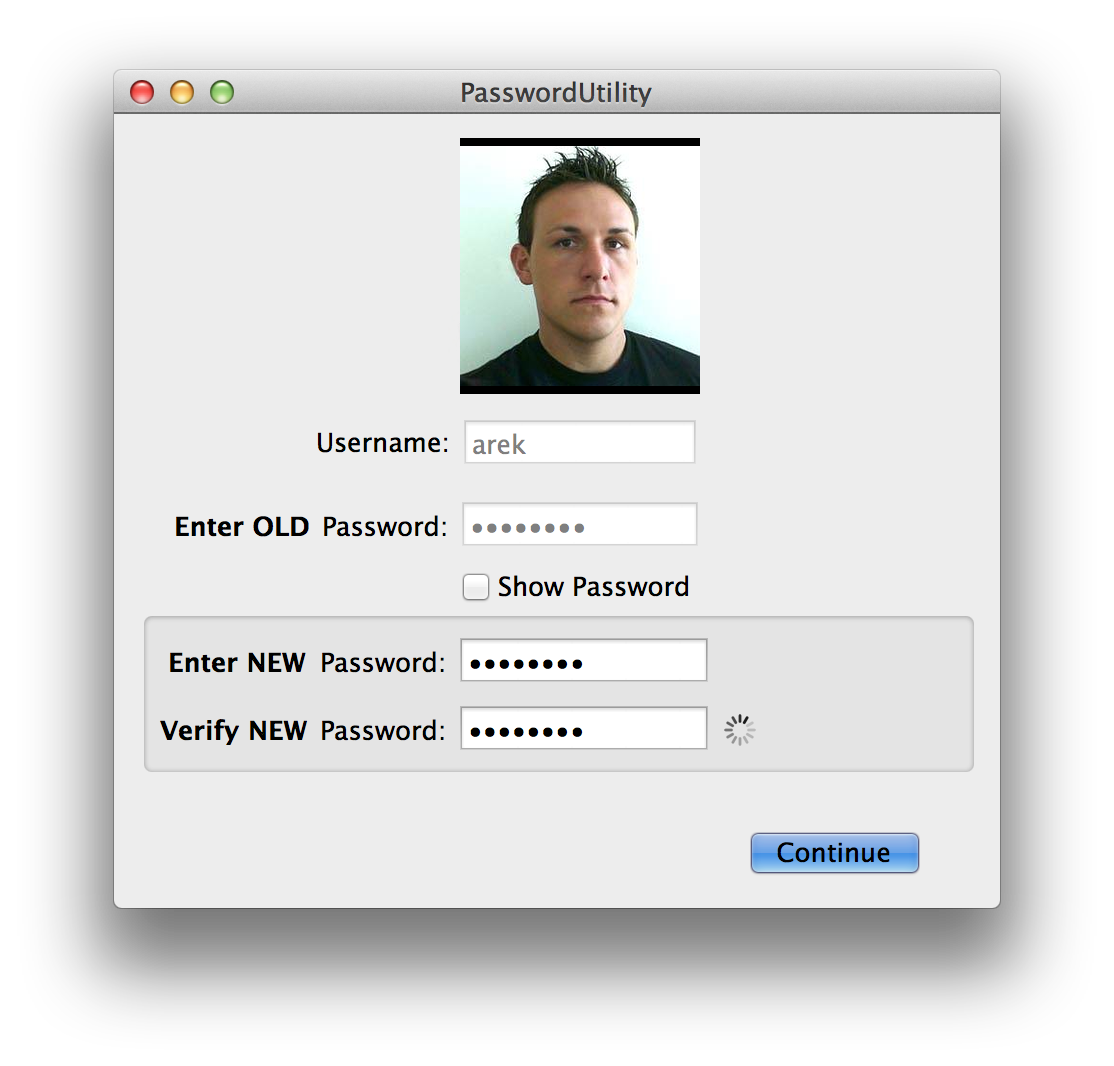 PasswordUtility
Username: arek
Enter OLD Password: ••••••••
Show Password
Enter NEW Password: ••••••••
Verify NEW Password: ••••••••
Continue